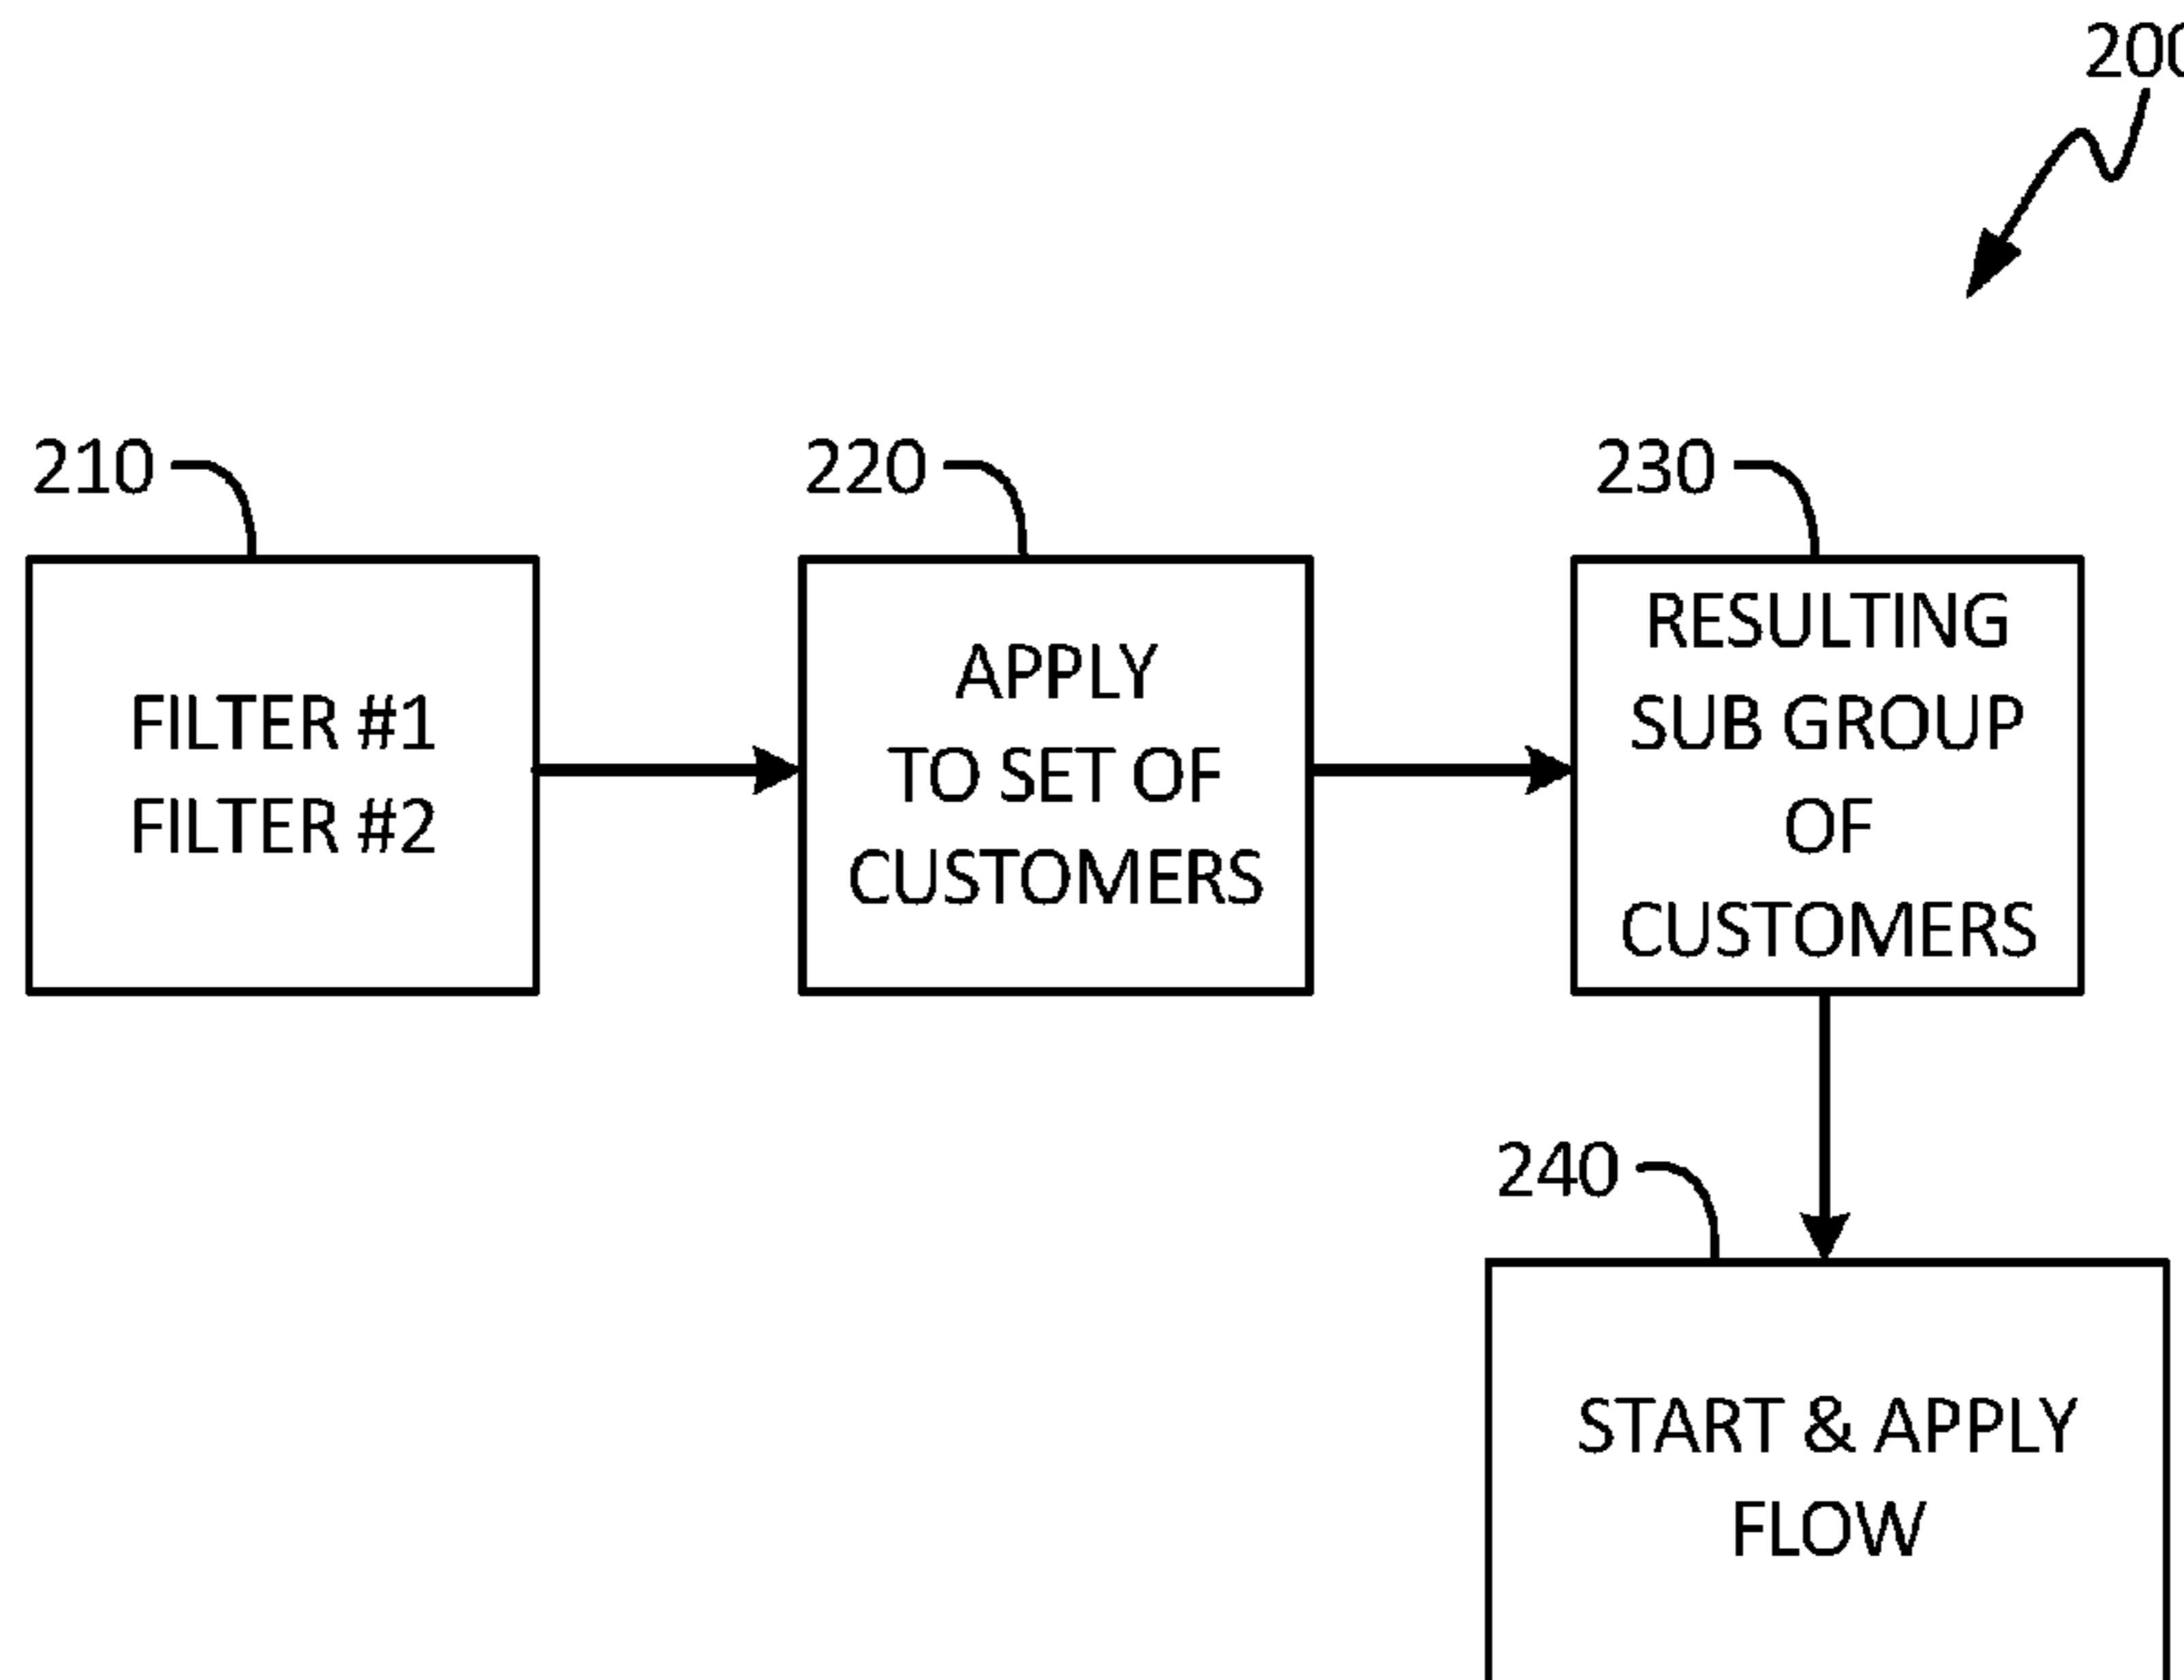 200
210
220
230
FILTER #1
FILTER #2
APPLY
TO SET OF
CUSTOMERS
RESULTING
SUB GROUP
OF
CUSTOMERS
240
START & APPLY
FLOW